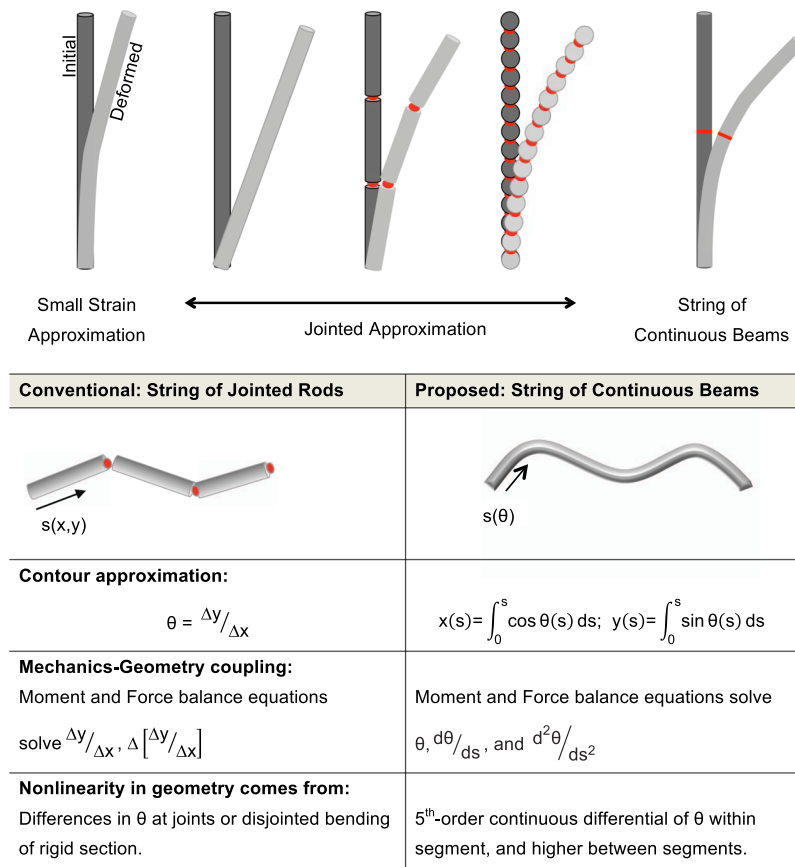 Initial
Deformed
Small Strain
Approximation
Jointed Approximation
String of
Continuous Beams
Conventional: String of Jointed Rods
Proposed: String of Continuous Beams
s(x,y)
s(θ)
Contour approximation:
θ = Δy/Δx
x(s)=∫₀ˢ cos θ(s) ds; y(s)=∫₀ˢ sin θ(s) ds
Mechanics-Geometry coupling:
Moment and Force balance equations
solve Δy/Δx , Δ [Δy/Δx]
Moment and Force balance equations solve
θ, dθ/ds , and d²θ/ds²
Nonlinearity in geometry comes from:
Differences in θ at joints or disjointed bending
of rigid section.
5th-order continuous differential of θ within
segment, and higher between segments.